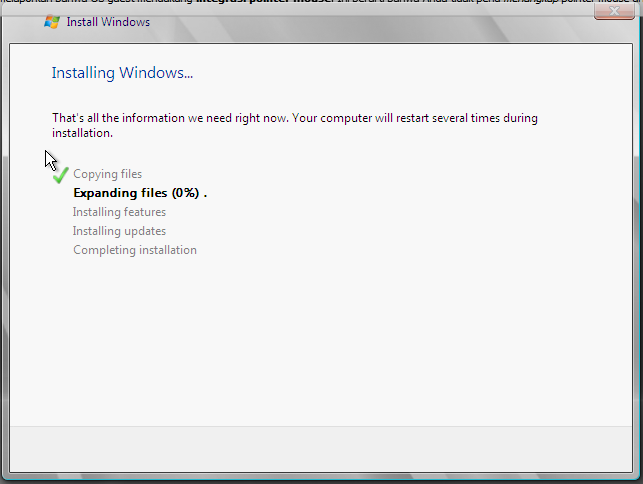 melaporkan bahwa OS guest mendukung integrasi pointer mouse. Ini berarti bahwa Anda tidak perlu menangkap pointer mouse
Install Windows
Installing Windows...
That's all the information we need right now. Your computer will restart several times during
installation.
Copying files
Expanding files (0%) .
Installing features
Installing updates
Completing installation